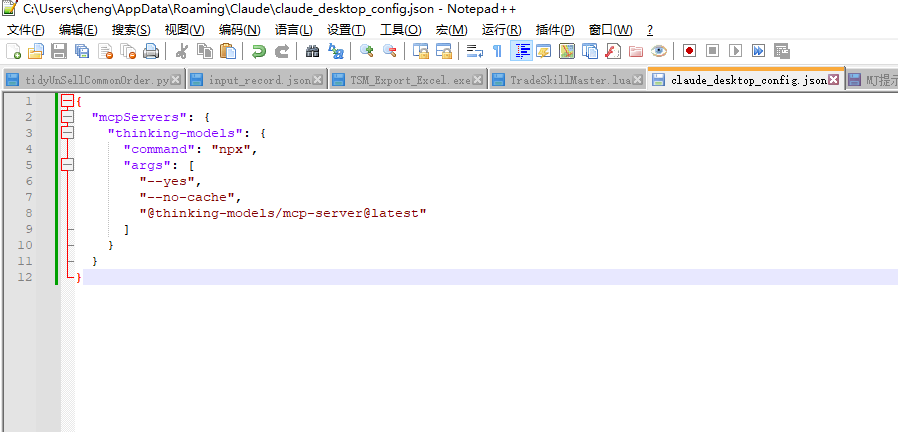 C:\Users\cheng\AppData\Roaming\Claude\claude_desktop_config.json - Notepad++
文件(F) 编辑(E) 搜索(S) 视图(V) 编码(N) 语言(L) 设置(T) 工具(O) 宏(M) 运行(R) 插件(P) 窗口(W) ?
tidyUnSellCommonOrder.py input_record.json TSM_Export_Excel.exe TradeSkillMaster.lua claude_desktop_config.json MJ提示
1 {
2 "mcpServers": {
3 "thinking-models": {
4 "command": "npx",
5 "args": [
6 "--yes",
7 "--no-cache",
8 "@thinking-models/mcp-server@latest"
9 ]
10 }
11 }
12 }